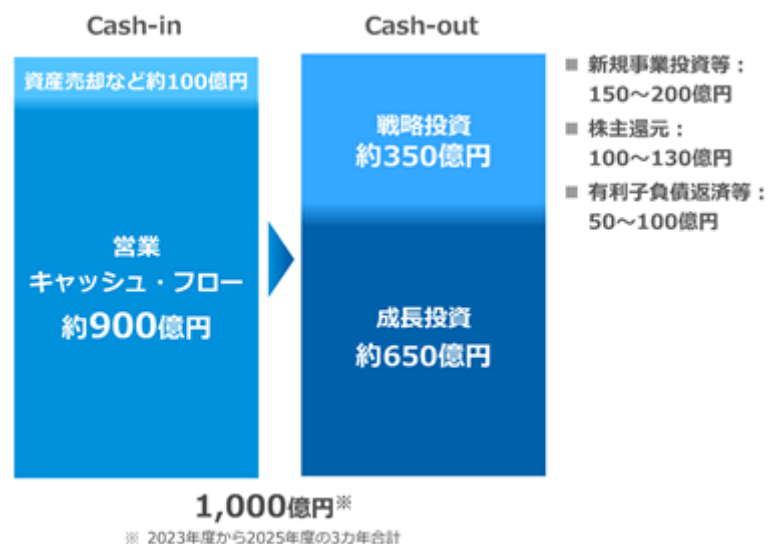 Cash-in
資産売却など約100億円
営業
キャッシュ・フロー
約900億円
Cash-out
戦略投資
約350億円
成長投資
約650億円
■ 新規事業投資等：
150～200億円
■ 株主還元：
100～130億円
■ 有利子負債返済等：
50～100億円
1,000億円※
※ 2023年度から2025年度の3カ年合計